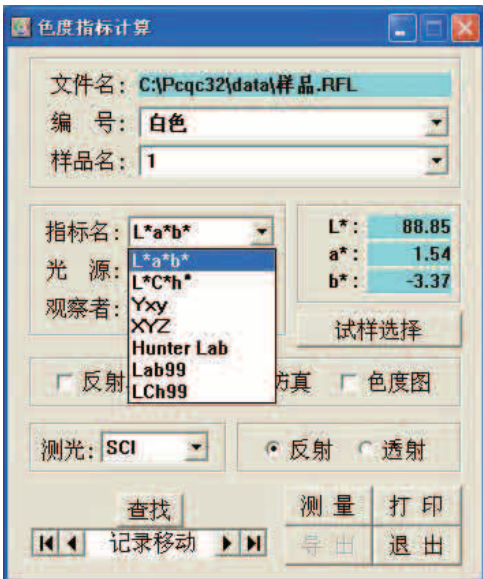 色度指标计算
文件名: C:\Pcqc32\data\样品.RFL
编 号: 白色
样品名: 1
指标名: L*a*b*
L*: 88.85
a*: 1.54
b*: -3.37
光 源:
观察者:
L*a*b*
L*C*h*
Yxy
XYZ
Hunter Lab
Lab99
LCh99
试样选择
反射 仿真 色度图
测光: SCI 反射 透射
查找
记录移动
测 量 打 印
导 出 退 出